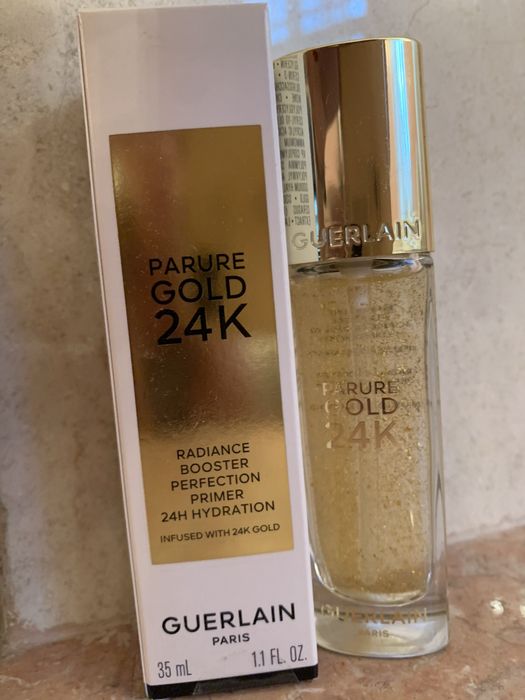 PARURE
GOLD
24K
RADIANCE
BOOSTER
PERFECTION
PRIMER
24H HYDRATION
INFUSED WITH 24K GOLD
GUERLAIN
PARIS
35 mL 1.1 FL. OZ.
GUERLAIN
PARURE
GOLD
24K
GUERLAIN
PARIS